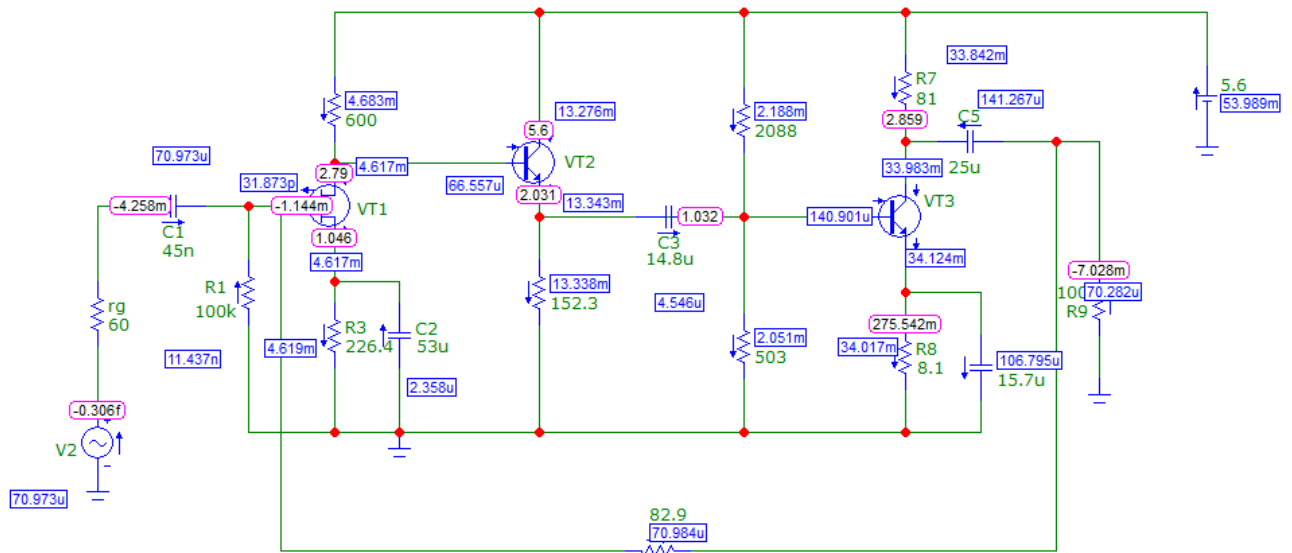 33.842m
R7
81
5.6
53.989m
4.683m
600
13.276m
5.6
2.188m
2088
2.859
141.267u
C5
25u
70.973u
2.79
4.617m
VT2
31.873p
66.557u
2.031
33.983m
-4.258m
-1.144m
VT1
13.343m
1.032
140.901u
VT3
C1
45n
1.046
4.617m
C3
14.8u
34.124m
-7.028m
R1
100k
13.338m
152.3
4.546u
100
70.282u
R9
rg
60
11.437n
4.619m
R3
226.4
C2
53u
2.358u
2.051m
503
275.542m
34.017m
R8
8.1
106.795u
15.7u
-0.306f
V2
70.973u
82.9
70.984u